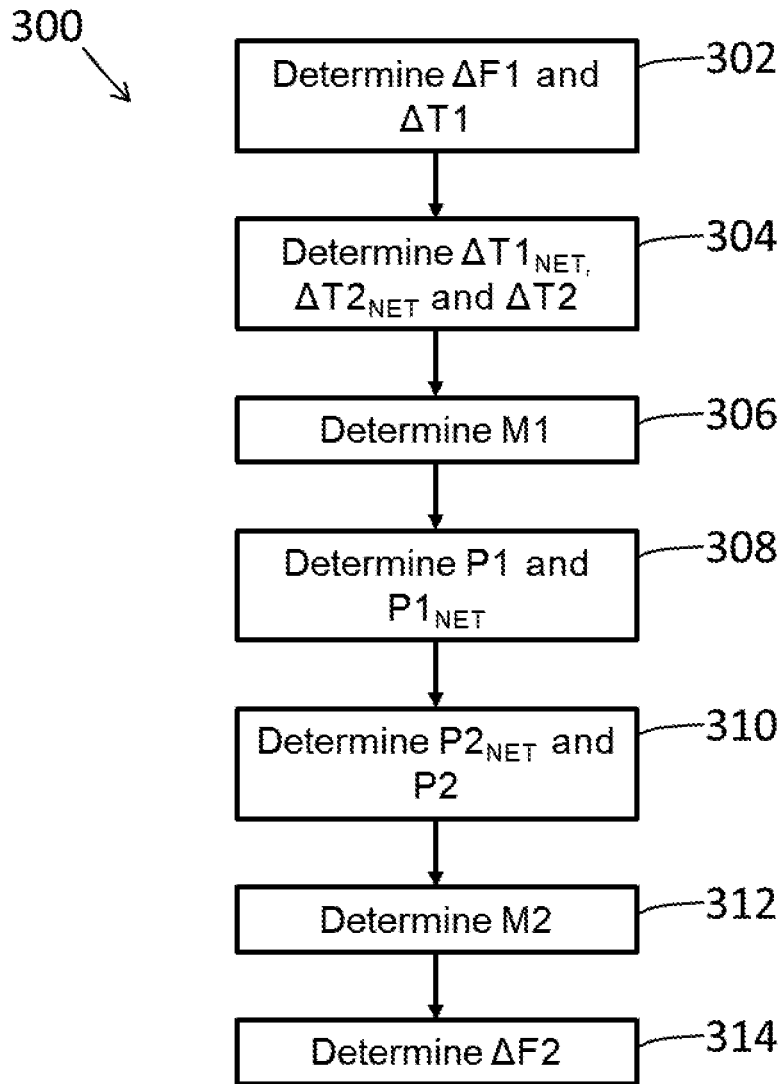 300
Determine ΔF1 and
ΔT1
302
Determine ΔT1NET,
ΔT2NET and ΔT2
304
Determine M1
306
Determine P1 and
P1NET
308
Determine P2NET and
P2
310
Determine M2
312
Determine ΔF2
314